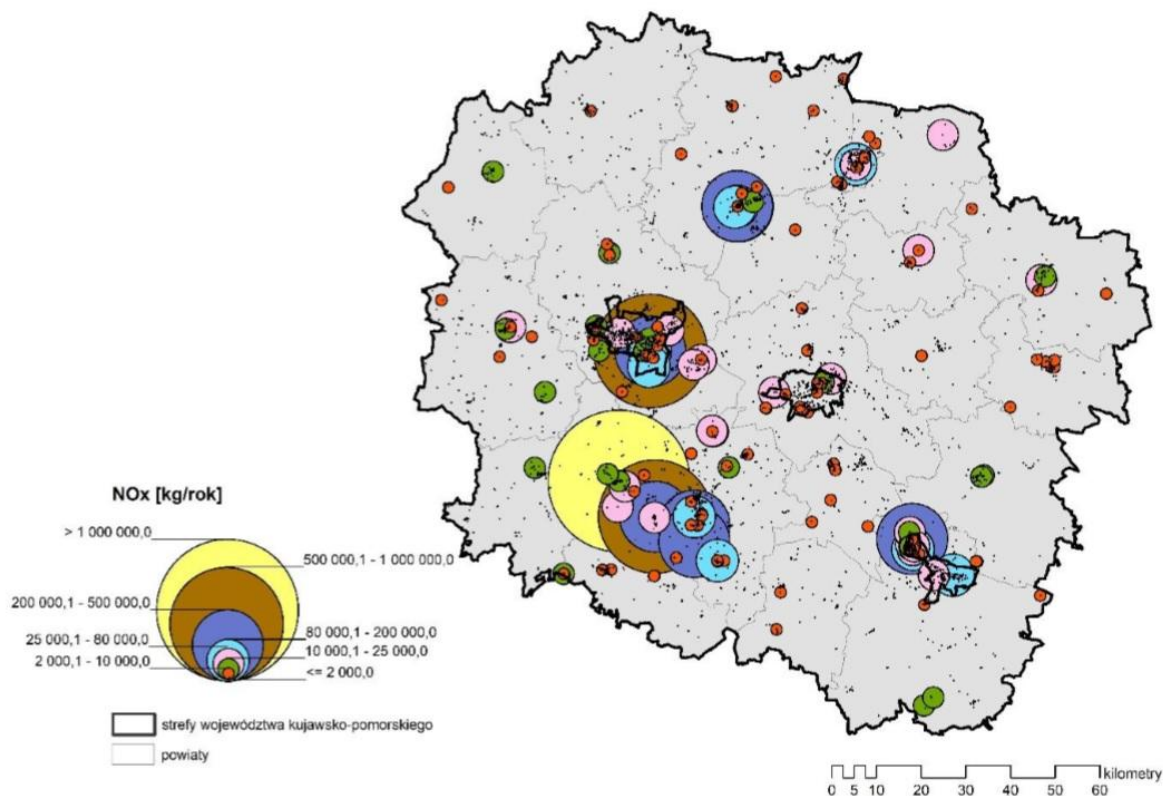 NOx [kg/rok]
> 1 000 000,0
500 000,1 - 1 000 000,0
200 000,1 - 500 000,0
80 000,1 - 200 000,0
25 000,1 - 80 000,0
10 000,1 - 25 000,0
2 000,1 - 10 000,0
<= 2 000,0
strefy województwa kujawsko-pomorskiego
powiaty
kilometry
0 5 10 20 30 40 50 60